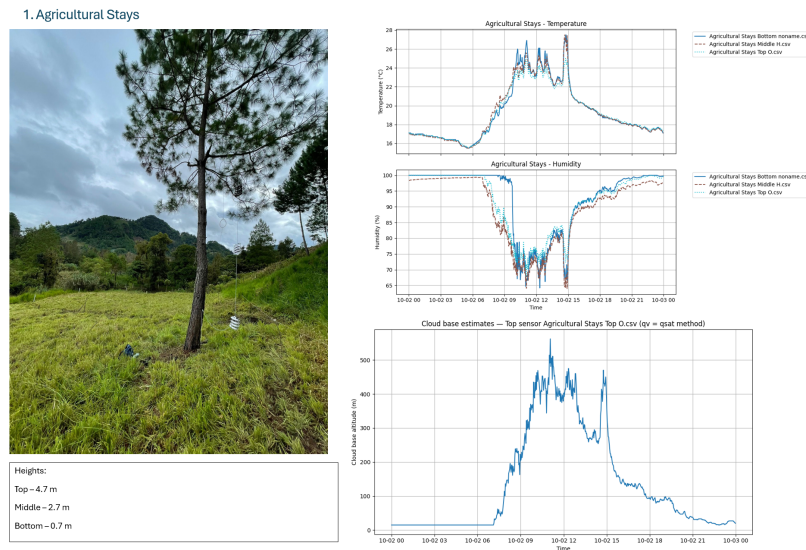 1. Agricultural Stays
Agricultural Stays - Temperature
28
26
24
22
20
18
16
Temperature (°C)
Agricultural Stays Bottom noname.cs
Agricultural Stays Middle H.csv
Agricultural Stays Top O.csv
Agricultural Stays - Humidity
100
95
90
85
80
75
70
65
Humidity (%)
10-02 00 10-02 03 10-02 06 10-02 09 10-02 12 10-02 15 10-02 18 10-02 21 10-03 00
Time
Agricultural Stays Bottom noname.cs
Agricultural Stays Middle H.csv
Agricultural Stays Top O.csv
Cloud base estimates — Top sensor Agricultural Stays Top O.csv (qv = qsat method)
500
400
300
200
100
0
Cloud base altitude (m)
10-02 00 10-02 03 10-02 06 10-02 09 10-02 12 10-02 15 10-02 18 10-02 21 10-03 00
Time
Heights:
Top – 4.7 m
Middle – 2.7 m
Bottom – 0.7 m